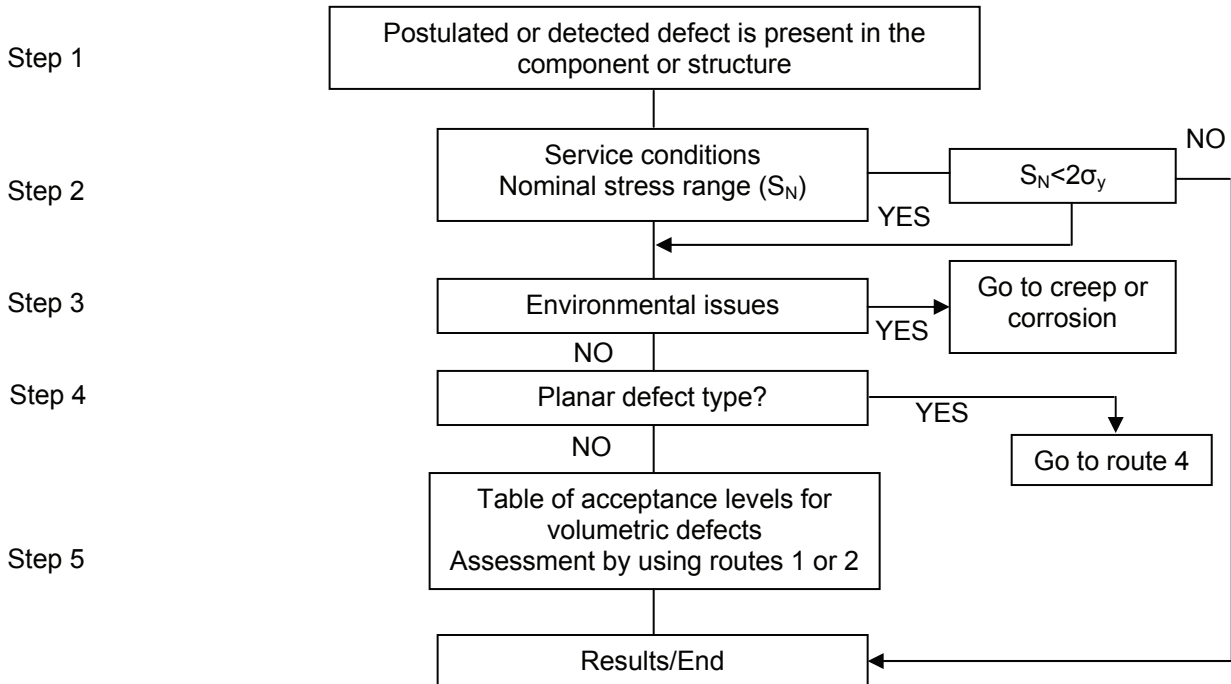 Step 1
Postulated or detected defect is present in the
component or structure
Step 2
Service conditions
Nominal stress range (S_N)
S_N<2σ_y
NO
YES
Step 3
Environmental issues
YES
Go to creep or
corrosion
NO
Step 4
Planar defect type?
YES
Go to route 4
NO
Step 5
Table of acceptance levels for
volumetric defects
Assessment by using routes 1 or 2
Results/End